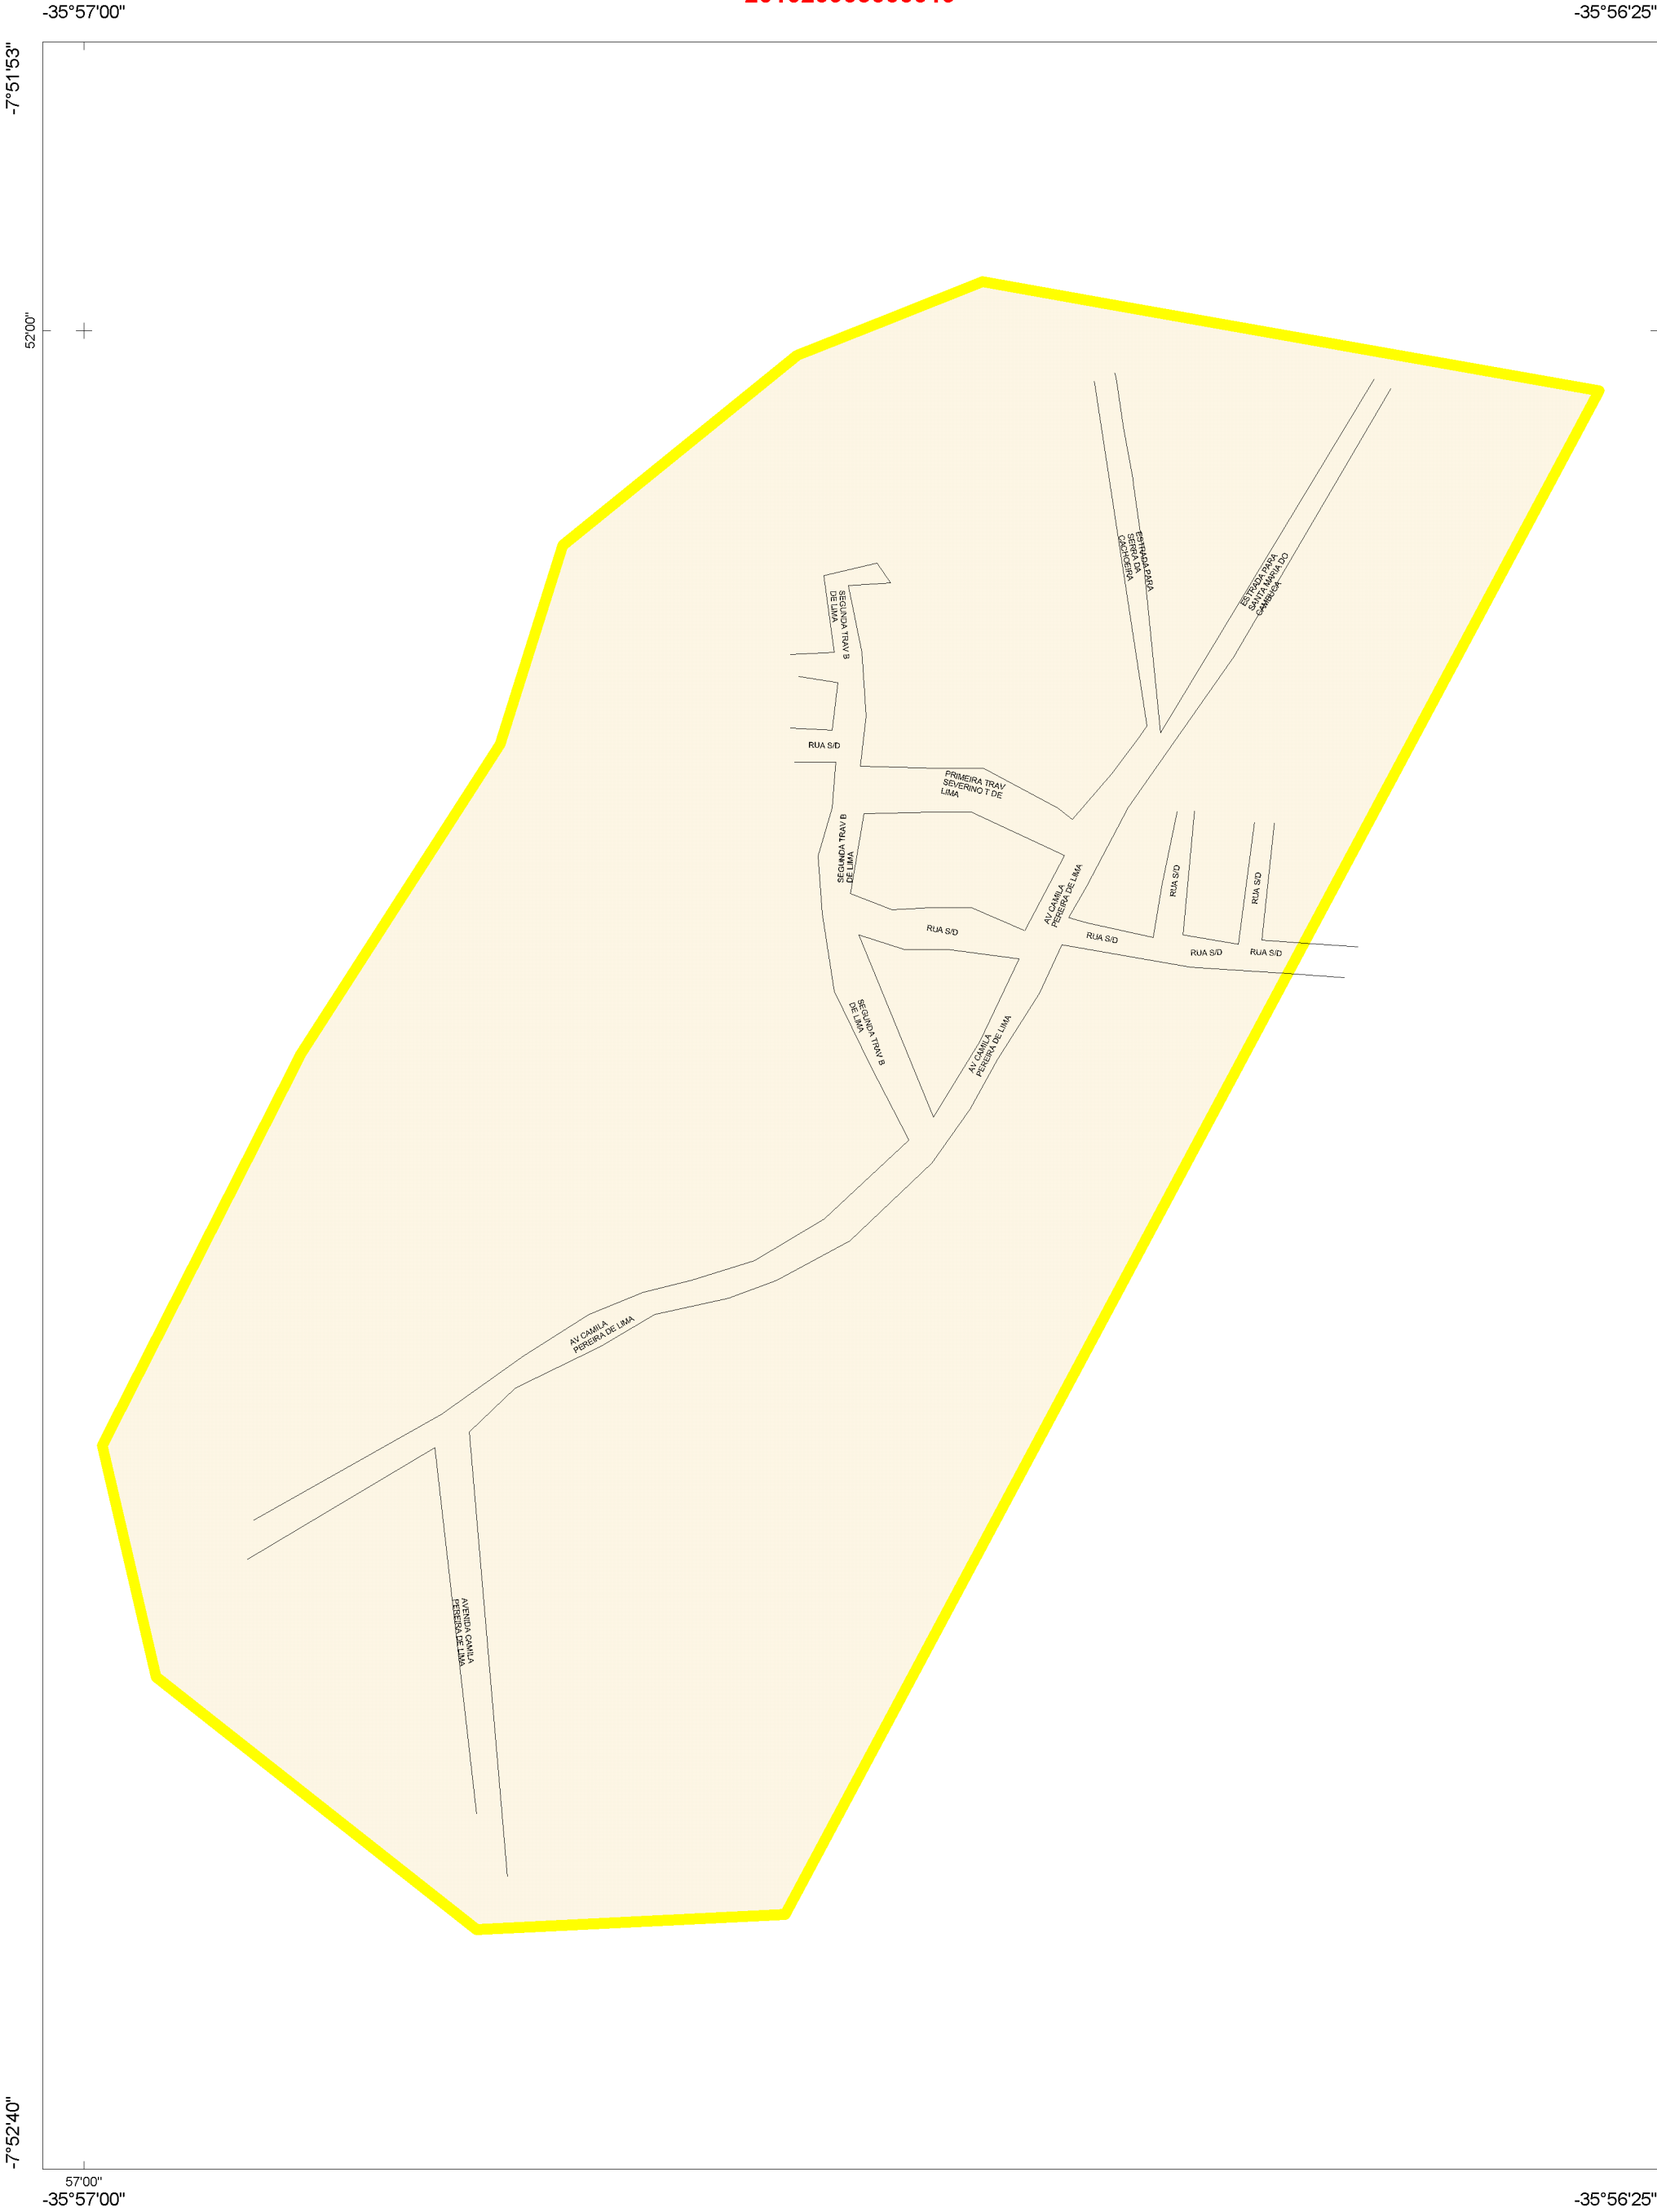 -35°57'00"
-35°56'25"
-7°51'53"
52'00"
ESTRADA PARA
SERRA DA
CACHOEIRA
ESTRADA PARA
SANTA MARIA DO
CAMBUCA
SEGUNDA TRAV B
DE LIMA
RUA S/D
PRIMEIRA TRAV
SEVERINO T DE
LIMA
SEGUNDA TRAV B
DE LIMA
AV CAMILA
PEREIRA DE LIMA
RUA S/D
RUA S/D
RUA S/D
RUA S/D
RUA S/D
RUA S/D
SEGUNDA TRAV B
DE LIMA
AV CAMILA
PEREIRA DE LIMA
AV CAMILA
PEREIRA DE LIMA
AVENIDA CAMILA
PEREIRA DE LIMA
-7°52'40"
57'00"
-35°57'00"
-35°56'25"